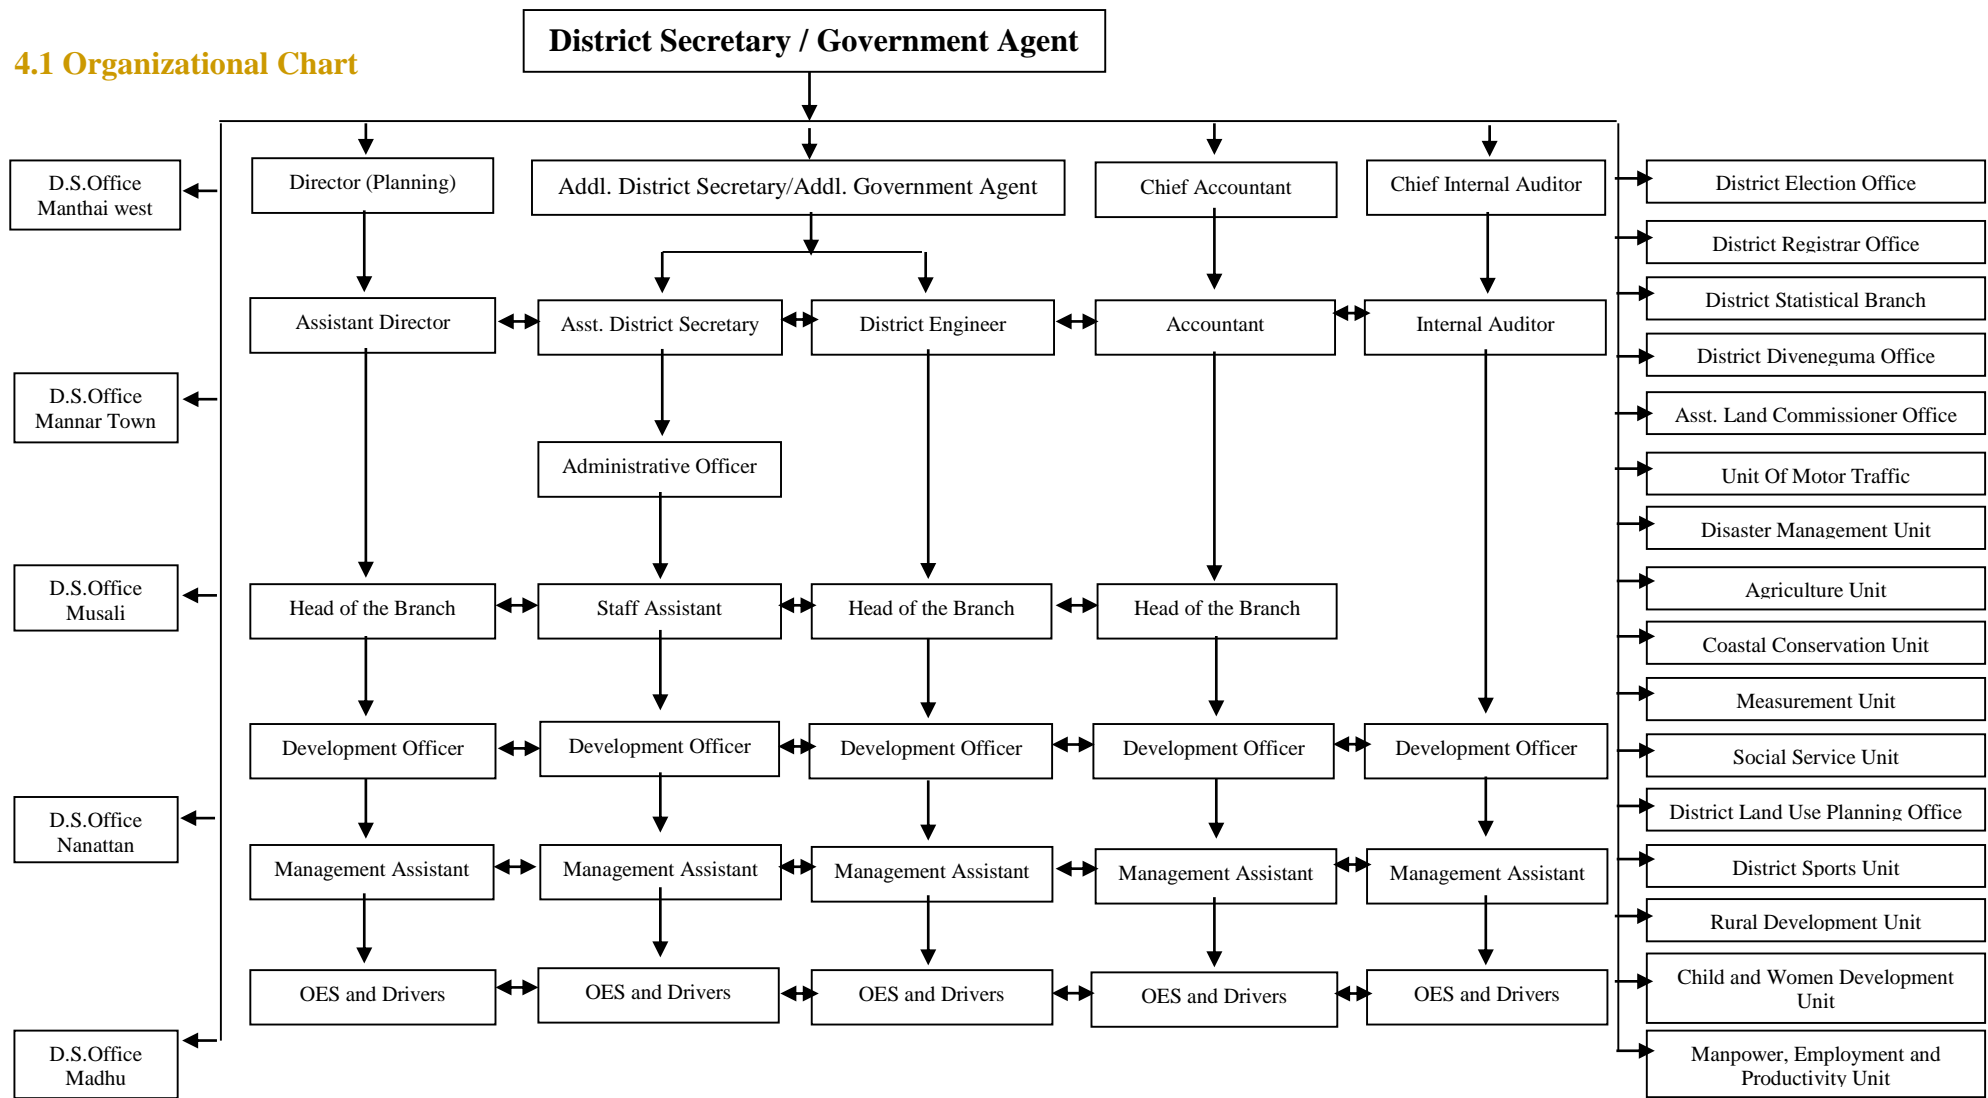 4.1 Organizational Chart
District Secretary / Government Agent
D.S.Office
Manthai west
Director (Planning)
Addl. District Secretary/Addl. Government Agent
Chief Accountant
Chief Internal Auditor
District Election Office
District Registrar Office
Assistant Director
Asst. District Secretary
District Engineer
Accountant
Internal Auditor
District Statistical Branch
District Diveneguma Office
D.S.Office
Mannar Town
Asst. Land Commissioner Office
Administrative Officer
Unit Of Motor Traffic
Disaster Management Unit
D.S.Office
Musali
Head of the Branch
Staff Assistant
Head of the Branch
Head of the Branch
Agriculture Unit
Coastal Conservation Unit
Measurement Unit
Development Officer
Development Officer
Development Officer
Development Officer
Development Officer
Social Service Unit
D.S.Office
Nanattan
District Land Use Planning Office
Management Assistant
Management Assistant
Management Assistant
Management Assistant
Management Assistant
District Sports Unit
Rural Development Unit
OES and Drivers
OES and Drivers
OES and Drivers
OES and Drivers
OES and Drivers
Child and Women Development
Unit
D.S.Office
Madhu
Manpower, Employment and
Productivity Unit